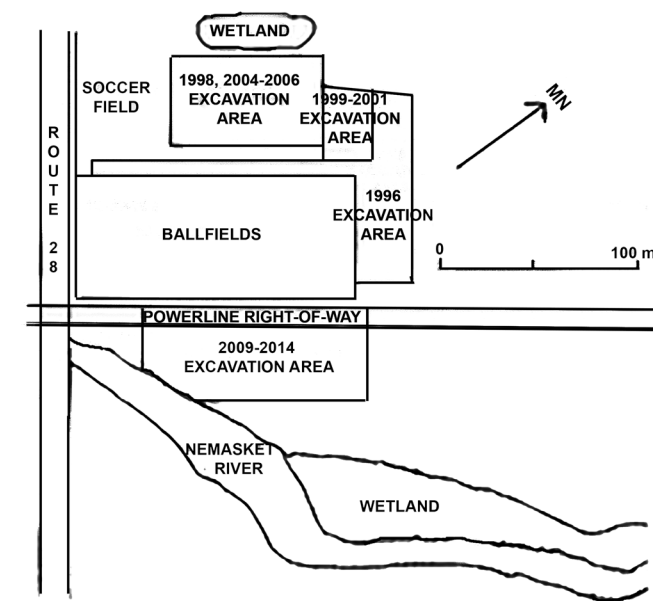 WETLAND
SOCCER
FIELD
1998, 2004-2006
EXCAVATION
AREA
1999-2001
EXCAVATION
AREA
MN
ROUTE 28
1996
EXCAVATION
AREA
BALLFIELDS
0 100 m
POWERLINE RIGHT-OF-WAY
2009-2014
EXCAVATION AREA
NEMASKET
RIVER
WETLAND